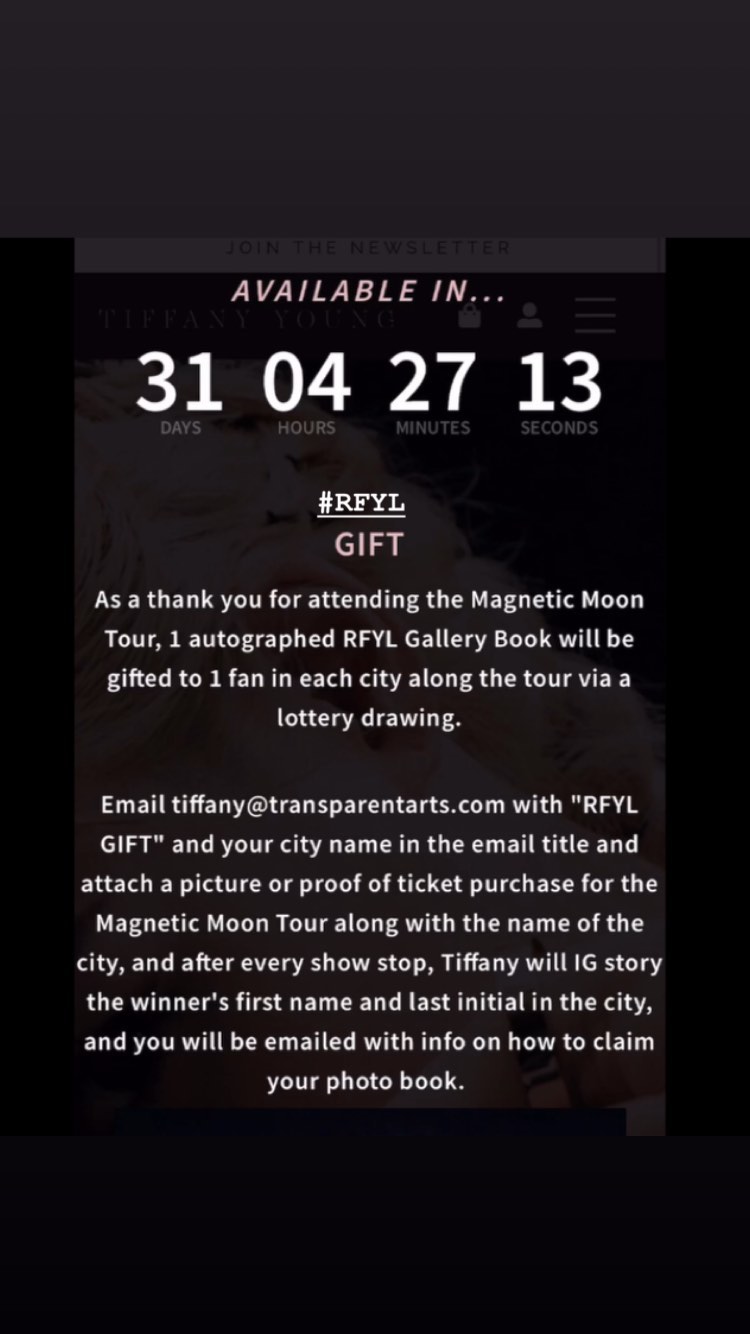 JOIN THE NEWSLETTER
AVAILABLE IN...
TIFFANY YOUNG
31 04 27 13
DAYS HOURS MINUTES SECONDS
#RFYL
GIFT
As a thank you for attending the Magnetic Moon
Tour, 1 autographed RFYL Gallery Book will be
gifted to 1 fan in each city along the tour via a
lottery drawing.
Email tiffany@transparentarts.com with "RFYL
GIFT" and your city name in the email title and
attach a picture or proof of ticket purchase for the
Magnetic Moon Tour along with the name of the
city, and after every show stop, Tiffany will IG story
the winner's first name and last initial in the city,
and you will be emailed with info on how to claim
your photo book.